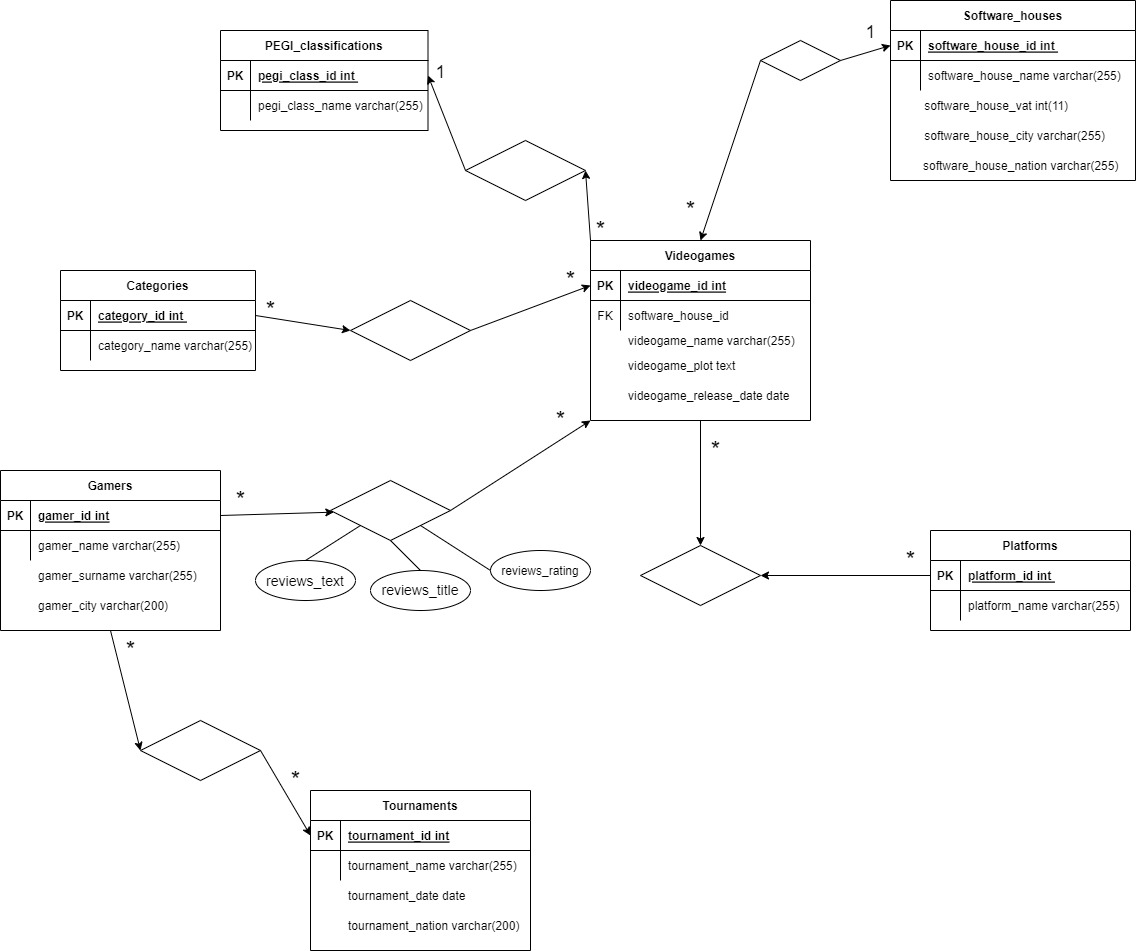 Software_houses
PK software_house_id int
software_house_name varchar(255)
software_house_vat int(11)
software_house_city varchar(255)
software_house_nation varchar(255)
1
*
PEGI_classifications
PK pegi_class_id int
pegi_class_name varchar(255)
1
*
Videogames
PK videogame_id int
FK software_house_id
videogame_name varchar(255)
videogame_plot text
videogame_release_date date
Categories
PK category_id int
category_name varchar(255)
*
*
*
*
Gamers
PK gamer_id int
gamer_name varchar(255)
gamer_surname varchar(255)
gamer_city varchar(200)
*
reviews_text
reviews_title
reviews_rating
Platforms
PK platform_id int
platform_name varchar(255)
*
*
*
Tournaments
PK tournament_id int
tournament_name varchar(255)
tournament_date date
tournament_nation varchar(200)